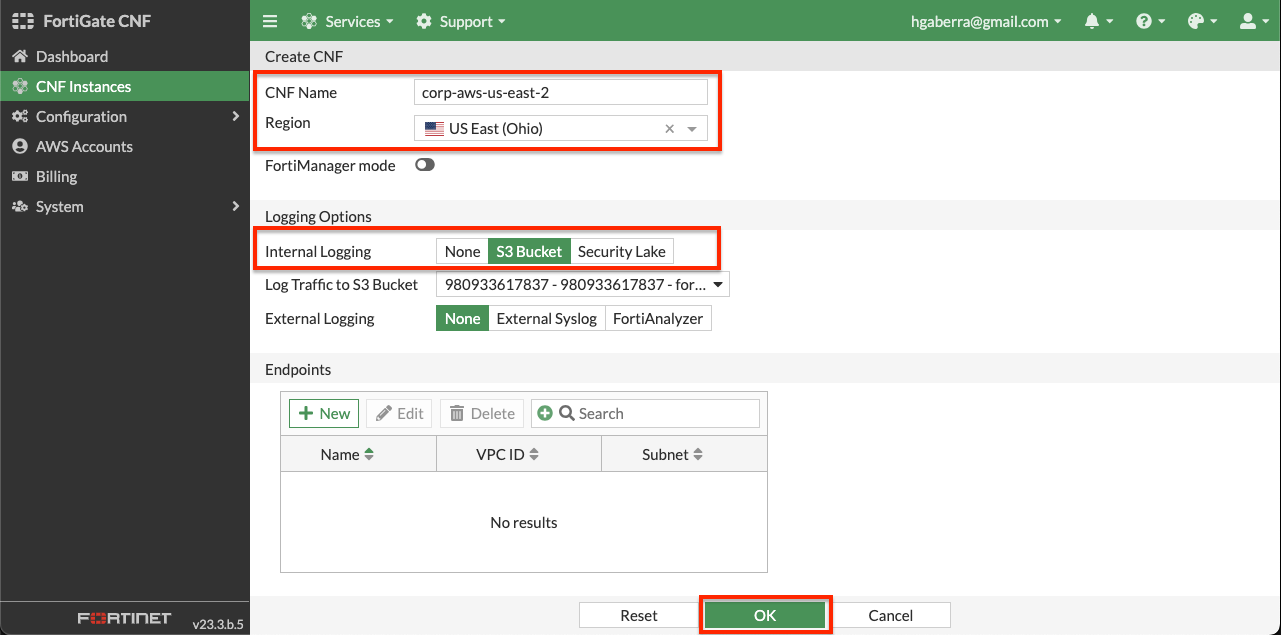 FortiGate CNF
Services
Support
hgaberra@gmail.com
Dashboard
CNF Instances
Configuration
AWS Accounts
Billing
System
Create CNF
CNF Name corp-aws-us-east-2
Region US East (Ohio)
FortiManager mode
Logging Options
Internal Logging None S3 Bucket Security Lake
Log Traffic to S3 Bucket 980933617837 - 980933617837 - for...
External Logging None External Syslog FortiAnalyzer
Endpoints
New Edit Delete Search
Name VPC ID Subnet
No results
Reset OK Cancel
FORTINET v23.3.b.5